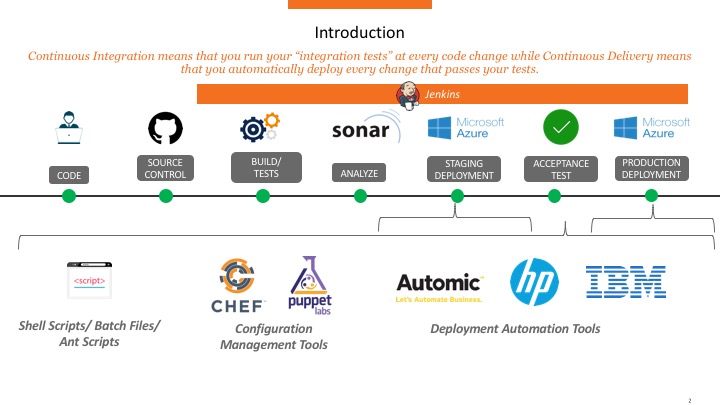 Introduction
Continuous Integration means that you run your “integration tests” at every code change while Continuous Delivery means
that you automatically deploy every change that passes your tests.
Jenkins
sonar
Microsoft
Azure
Microsoft
Azure
CODE
SOURCE
CONTROL
BUILD/
TESTS
ANALYZE
STAGING
DEPLOYMENT
ACCEPTANCE
TEST
PRODUCTION
DEPLOYMENT
<script>
CHEF
puppet
labs
Automic
Let's Automate Business.
hp
IBM
Shell Scripts/ Batch Files/
Ant Scripts
Configuration
Management Tools
Deployment Automation Tools
2